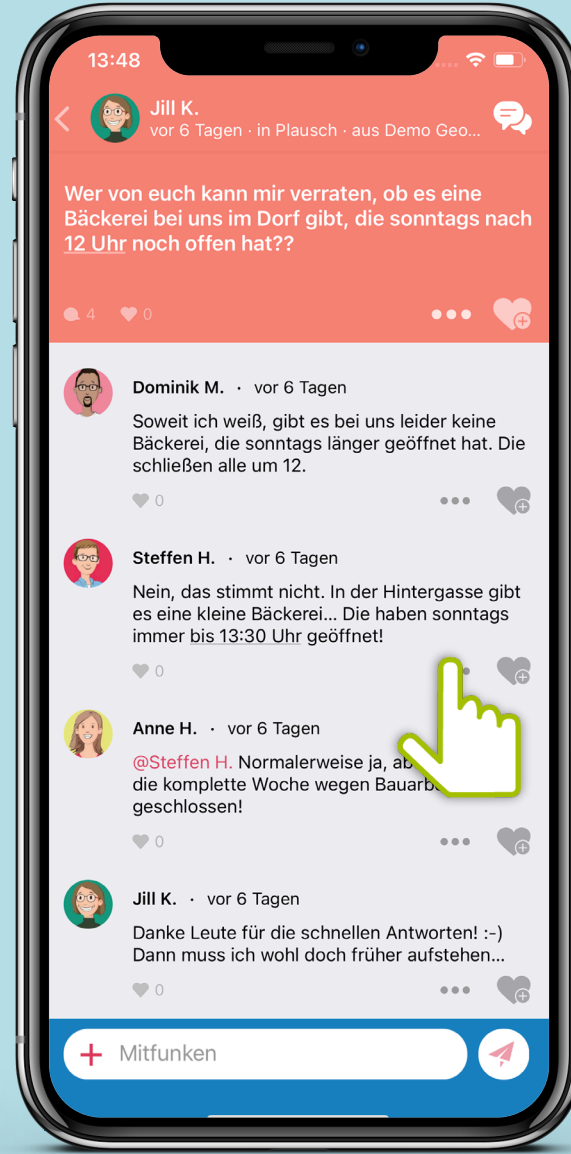 13:48
Jill K.
vor 6 Tagen · in Plausch · aus Demo Geo...
Wer von euch kann mir verraten, ob es eine
Bäckerei bei uns im Dorf gibt, die sonntags nach
12 Uhr noch offen hat??
4 0
Dominik M. · vor 6 Tagen
Soweit ich weiß, gibt es bei uns leider keine
Bäckerei, die sonntags länger geöffnet hat. Die
schließen alle um 12.
0
Steffen H. · vor 6 Tagen
Nein, das stimmt nicht. In der Hintergasse gibt
es eine kleine Bäckerei... Die haben sonntags
immer bis 13:30 Uhr geöffnet!
0
Anne H. · vor 6 Tagen
@Steffen H. Normalerweise ja,
die komplette Woche wegen
geschlossen!
0
Jill K. · vor 6 Tagen
Danke Leute für die schnellen Antworten! :-)
Dann muss ich wohl doch früher aufstehen...
0
Mitfunken